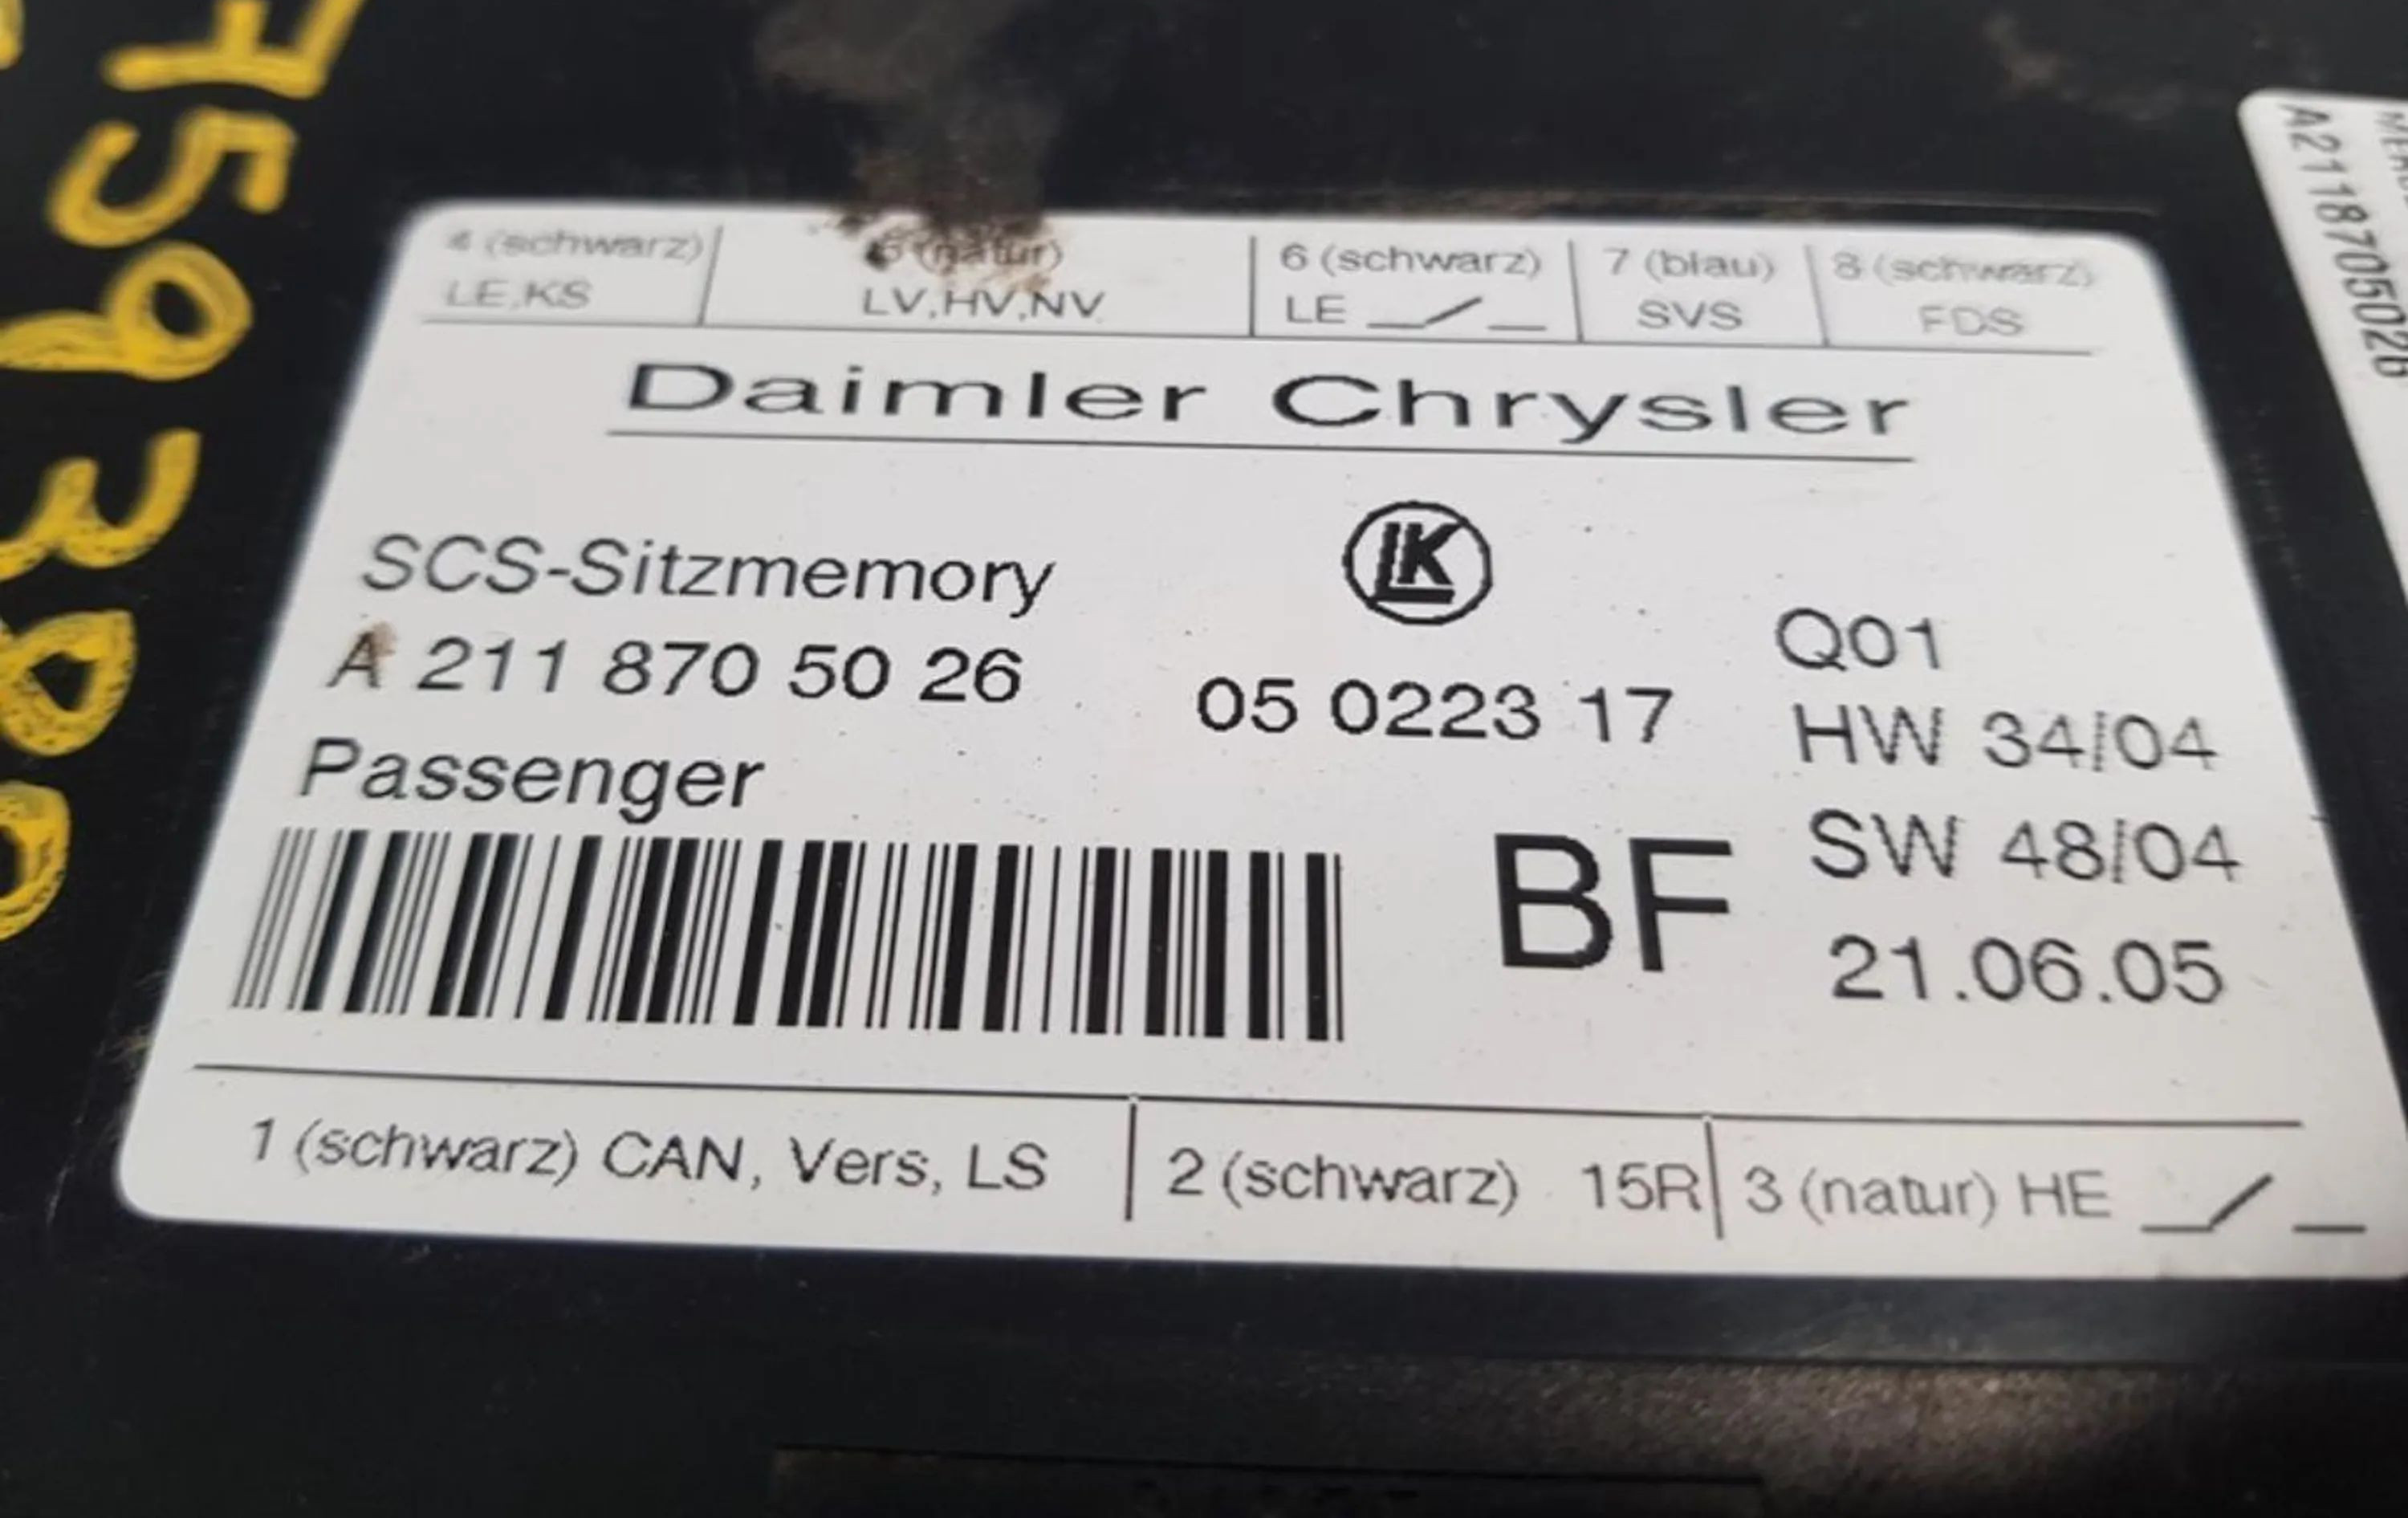 4 (schwarz) 5 (natur) 6 (schwarz) 7 (blau) 8 (schwarz)
LE,KS LV,HV,NV LE SVS FDS
Daimler Chrysler
LK
SCS-Sitzmemory
A 211 870 50 26 05 0223 17 Q01
Passenger HW 34/04
BF SW 48/04
21.06.05
1 (schwarz) CAN, Vers, LS 2 (schwarz) 15R 3 (natur) HE
A2118705026
759380